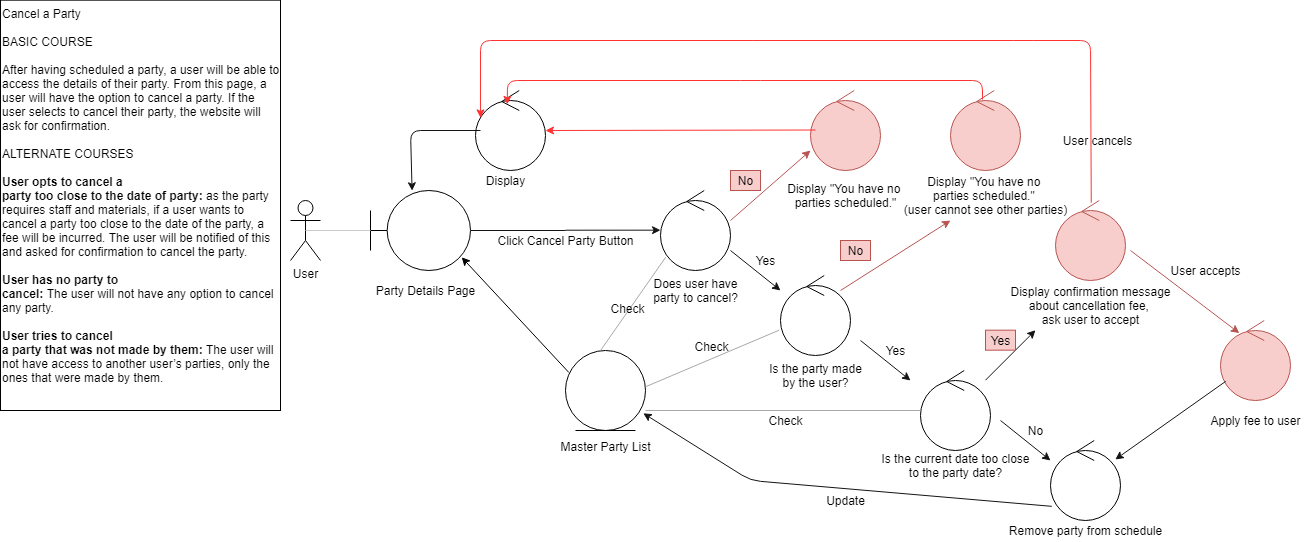 Cancel a Party
BASIC COURSE
After having scheduled a party, a user will be able to
access the details of their party. From this page, a
user will have the option to cancel a party. If the
user selects to cancel their party, the website will
ask for confirmation.
ALTERNATE COURSES
User opts to cancel a
party too close to the date of party: as the party
requires staff and materials, if a user wants to
cancel a party too close to the date of the party, a
fee will be incurred. The user will be notified of this
and asked for confirmation to cancel the party.
User has no party to
cancel: The user will not have any option to cancel
any party.
User tries to cancel
a party that was not made by them: The user will
not have access to another user's parties, only the
ones that were made by them.
User
Party Details Page
Display
Click Cancel Party Button
No
Display "You have no
parties scheduled."
Display "You have no
parties scheduled."
(user cannot see other parties)
User cancels
Does user have
party to cancel?
Yes
No
Check
Is the party made
by the user?
Check
Yes
Display confirmation message
about cancellation fee,
ask user to accept
User accepts
Yes
Check
Is the current date too close
to the party date?
No
Apply fee to user
Master Party List
Update
Remove party from schedule